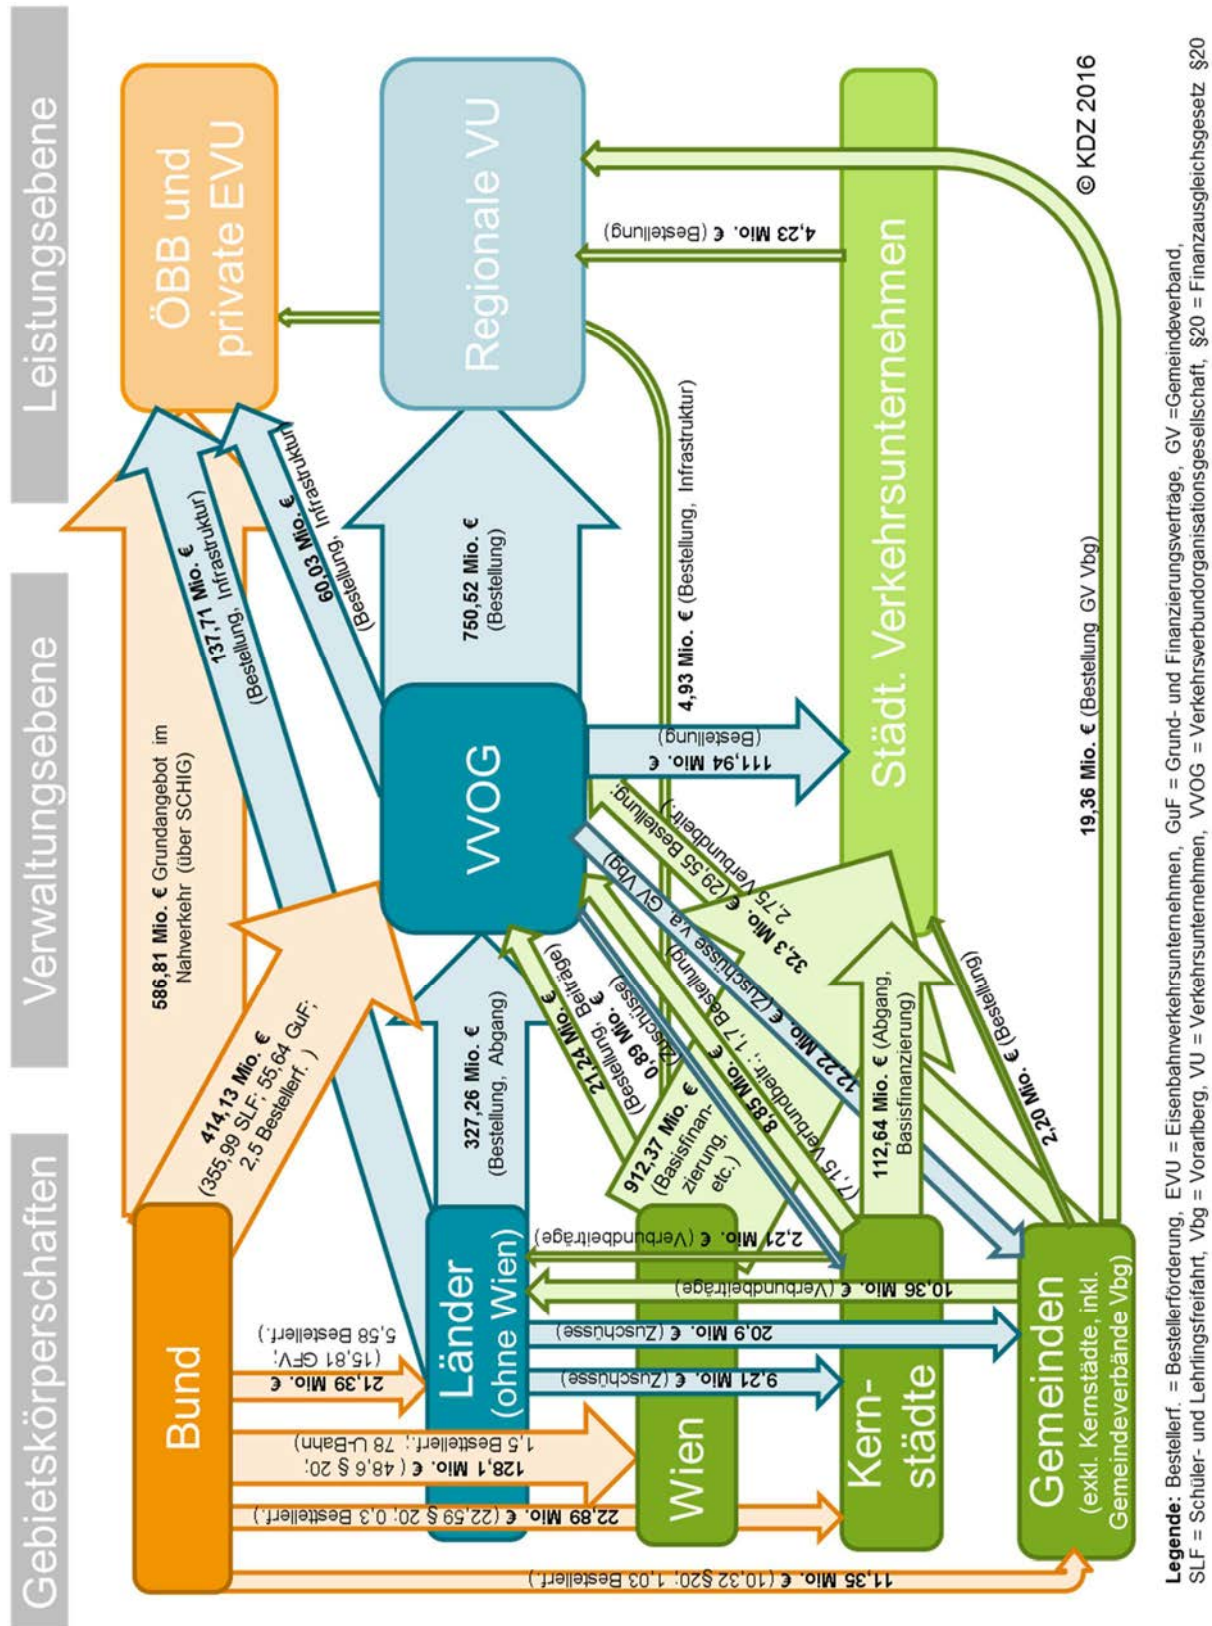 Gebietskörperschaften
Verwaltungsebene
Leistungsebene
Bund
586,81 Mio. € Grundangebot im
Nahverkehr (über SCHIG)
ÖBB und
private EVU
137,71 Mio. €
(Bestellung, Infrastruktur)
60,03 Mio. €
(Bestellung, Infrastruktur
414,13 Mio. €
(355,99 SLF; 55,64 GuF;
2,5 Bestellerf. )
21,39 Mio. €
(15,81 GFV;
5,58 Bestellerf.)
128,1 Mio. € ( 48,6 § 20;
1,5 Bestellerf.; 78 U-Bahn)
22,89 Mio. € (22,59 § 20; 0,3 Bestellerf.)
11,35 Mio. € (10,32 §20; 1,03 Bestellerf.)
Länder
(ohne Wien)
327,26 Mio. €
(Bestellung, Abgang)
VVOG
750,52 Mio. €
(Bestellung)
Regionale VU
9,21 Mio. € (Zuschüsse)
20,9 Mio. € (Zuschüsse)
10,36 Mio. € (Verbundbeiträge)
2,21 Mio. € (Verbundbeiträge)
Wien
912,37 Mio. €
(Basisfinan-
zierung,
etc.)
21,24 Mio. €
(Bestellung, Beiträge)
0,89 Mio. €
(Zuschüsse)
8,85 Mio. €
(7,15 Verbundbeitr.; 1,7 Bestellung)
12,22 Mio. € (Zuschüsse v.a. GV Vbg)
32,3 Mio. € (29,55 Bestellung;
2,75 Verbundbeitr.)
111,94 Mio. €
(Bestellung)
4,93 Mio. € (Bestellung, Infrastruktur)
4,23 Mio. € (Bestellung)
Kern-
städte
112,64 Mio. € (Abgang,
Basisfinanzierung)
Städt. Verkehrsunternehmen
Gemeinden
(exkl. Kernstädte, inkl.
Gemeindeverbände Vbg)
2,20 Mio. € (Bestellung)
19,36 Mio. € (Bestellung GV Vbg)
© KDZ 2016
Legende: Bestellerf. = Bestellerförderung, EVU = Eisenbahnverkehrsunternehmen, GuF = Grund- und Finanzierungsverträge, GV =Gemeindeverband,
SLF = Schüler- und Lehrlingsfreifahrt, Vbg = Vorarlberg, VU = Verkehrsunternehmen, VVOG = Verkehrsverbundorganisationsgesellschaft, §20 = Finanzausgleichsgesetz §20